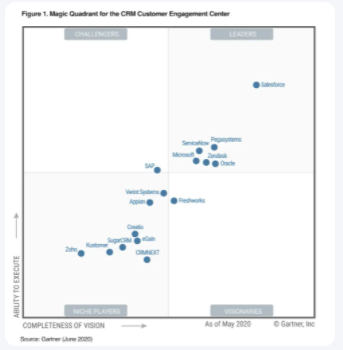 Figure 1. Magic Quadrant for the CRM Customer Engagement Center
CHALLENGERS
LEADERS
Salesforce
ServiceNow
Pegasystems
Microsoft
Zendesk
Oracle
SAP
Verint Systems
Appian
Freshworks
Creatio
SugarCRM
eGain
Kustomer
Zoho
CRMNEXT
ABILITY TO EXECUTE
NICHE PLAYERS
VISIONARIES
COMPLETENESS OF VISION
As of May 2020
© Gartner, Inc
Source: Gartner (June 2020)